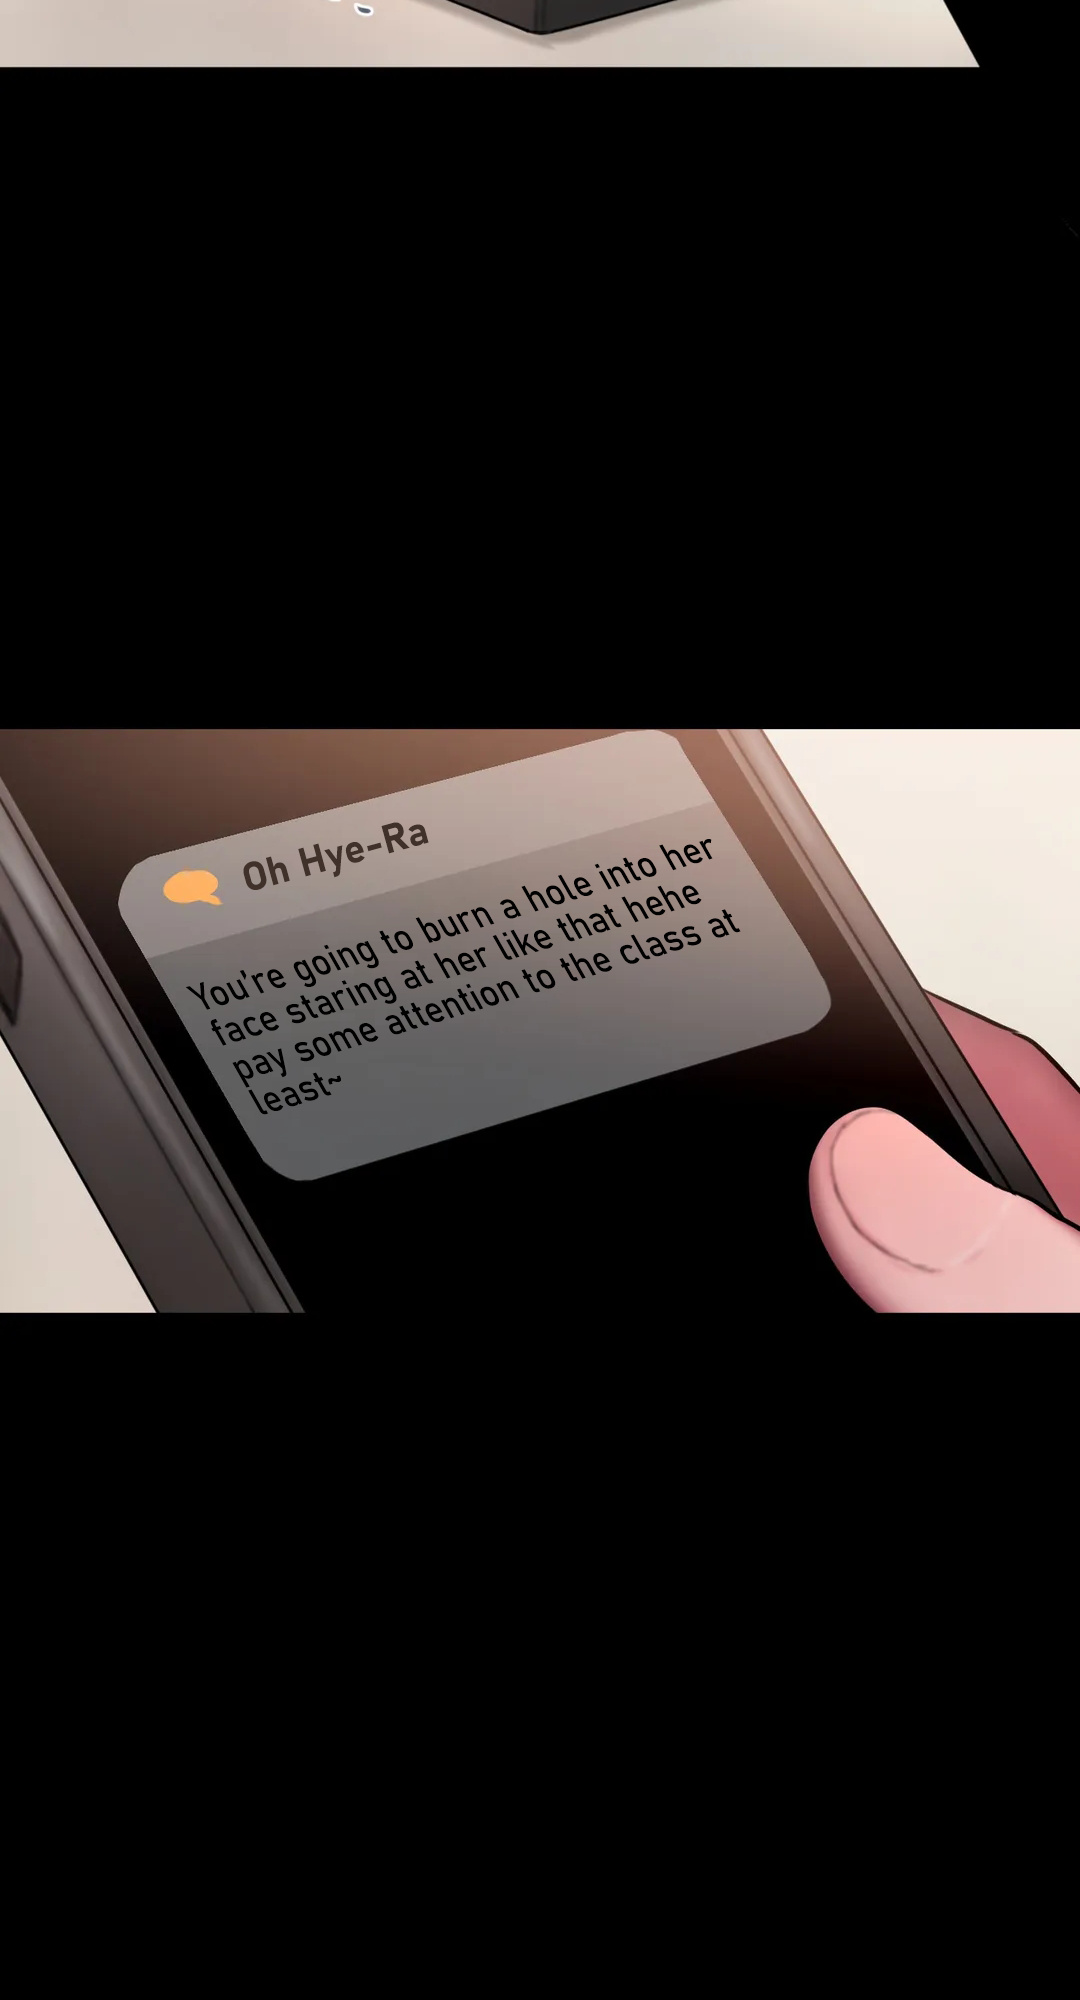 Oh Hye-Ra
You're going to burn a hole into her
face staring at her like that hehe
pay some attention to the class at
least~